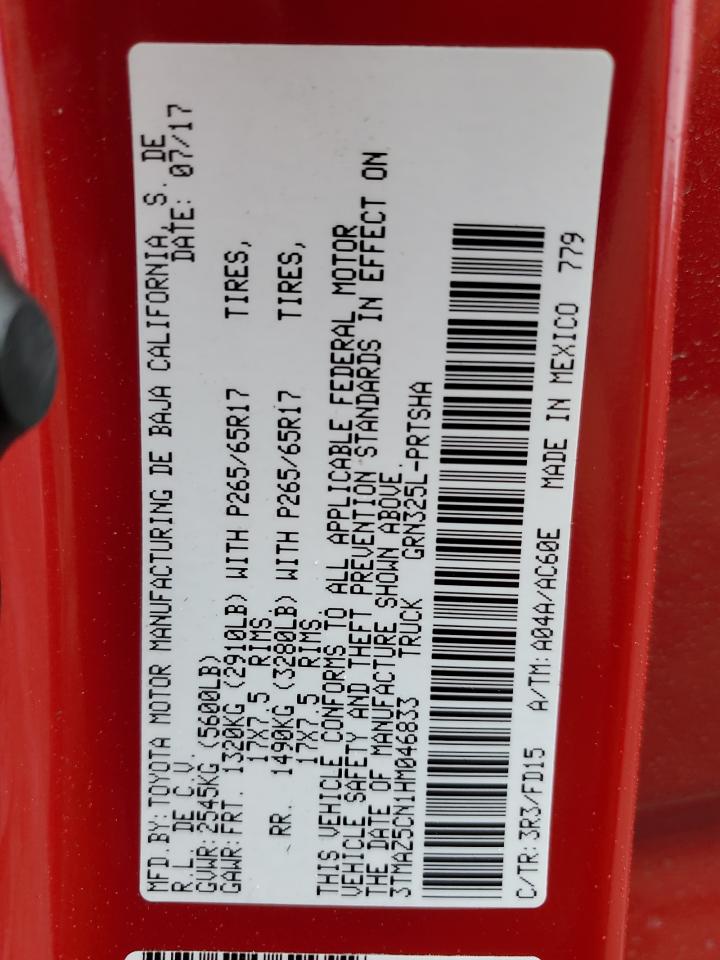 MFD.BY:TOYOTA MOTOR MANUFACTURING DE BAJA CALIFORNIA, S. DE
R.L. DE C.V. DATE: 07/17
GVWR:2545KG (5600LB)
GAWR:FRT. 1320KG (2910LB) WITH P265/65R17 TIRES,
17X7.5 RIMS.
RR. 1490KG (3280LB) WITH P265/65R17 TIRES,
17X7.5 RIMS.
THIS VEHICLE CONFORMS TO ALL APPLICABLE FEDERAL MOTOR
VEHICLE SAFETY AND THEFT PREVENTION STANDARDS IN EFFECT ON
THE DATE OF MANUFACTURE SHOWN ABOVE.
3TMAZ5CN1HM046833 TRUCK GRN325L-PRTSHA
C/TR:3R3/FD15 A/TM:A04A/AC60E MADE IN MEXICO 779